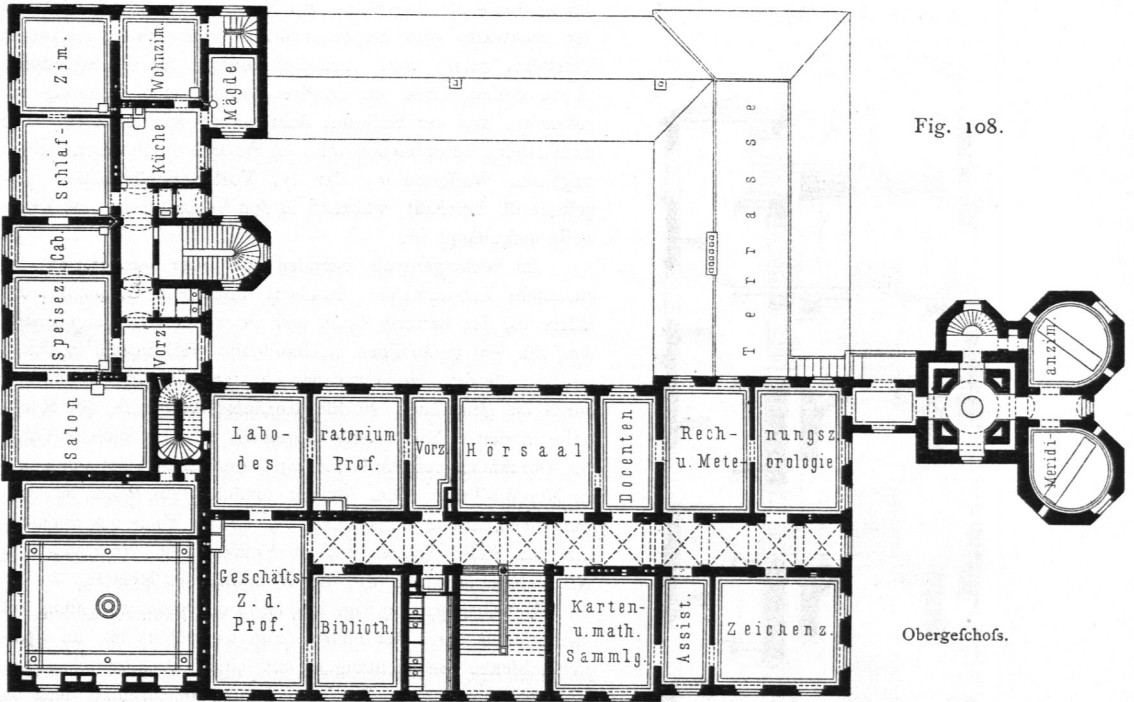 Fig. 108.
Schlaf-
Zim.
Wohnzim.
Mägde
Küche
Cab.
Speisez.
Vorz.
Salon
Terrasse
Labo-
des
ratorium
Prof.
Vorz.
Hörsaal
Docenten
Rech-
u. Mete-
nungsz.
orologie
Meridi-
anzim.
Geschäfts-
Z. d.
Prof.
Biblioth.
Karten-
u. math.
Sammlg.
Assist.
Zeichenz.
Obergeſchoſs.